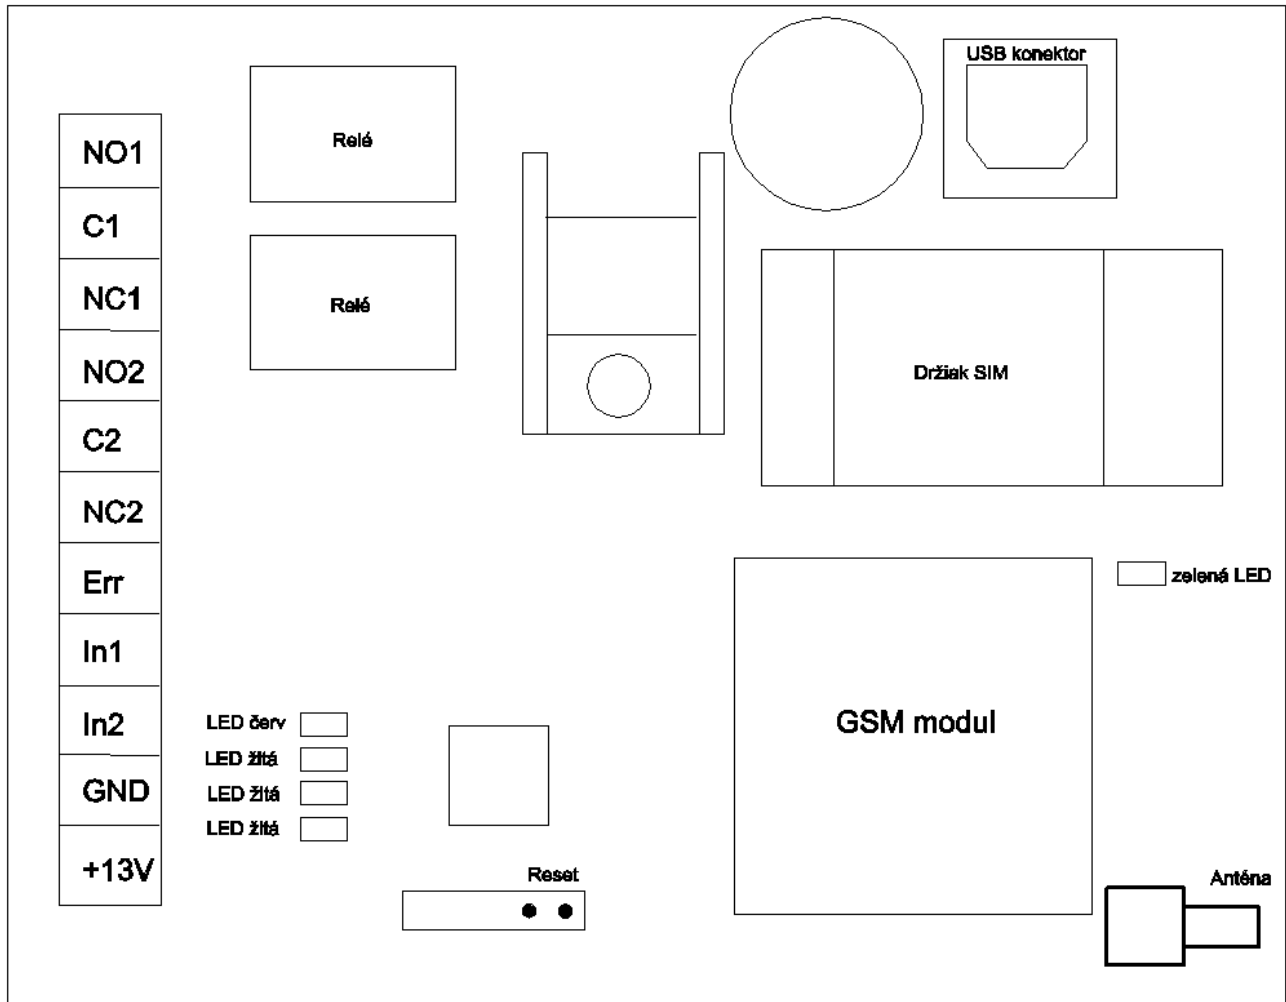 NO1
C1
NC1
NO2
C2
NC2
Err
In1
In2
GND
+13V
Relé
Relé
USB konektor
Držiak SIM
zelená LED
GSM modul
LED červ
LED žltá
LED žltá
LED žltá
Reset
Anténa